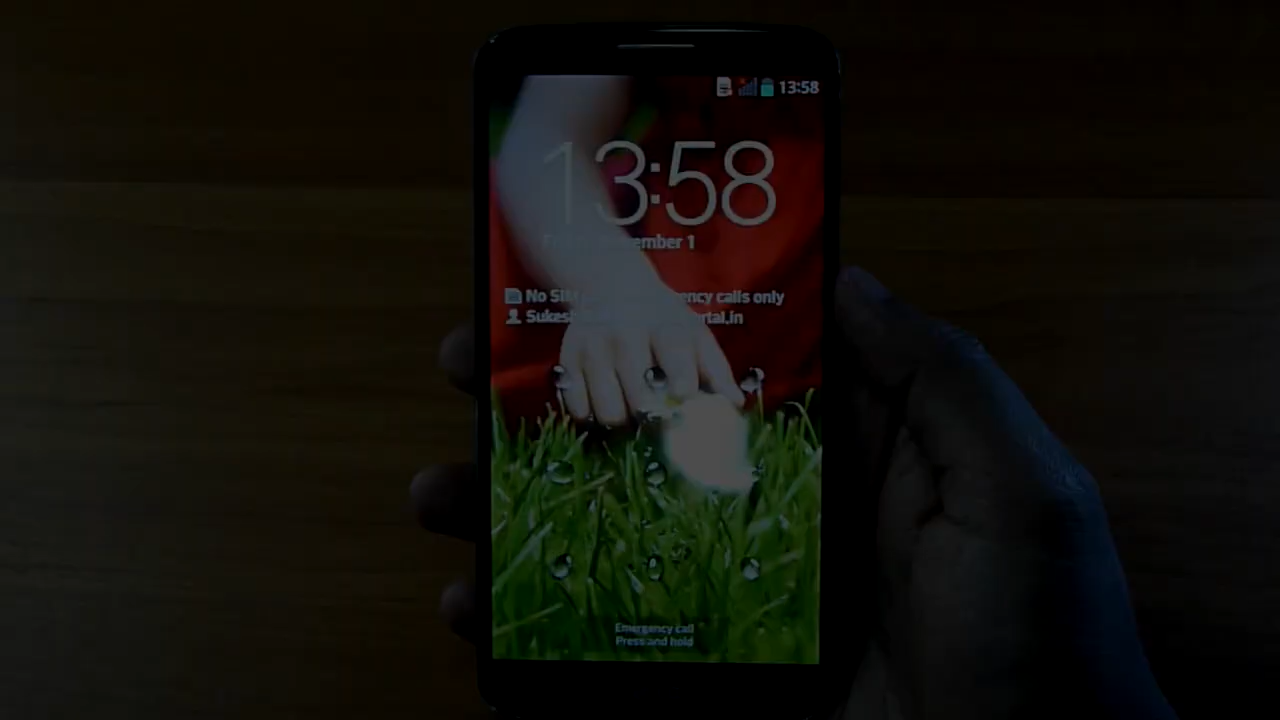 13:58
13:58
ember 1
No SIM ency calls only
Sukes rtal.in
Emergency call
Press and hold